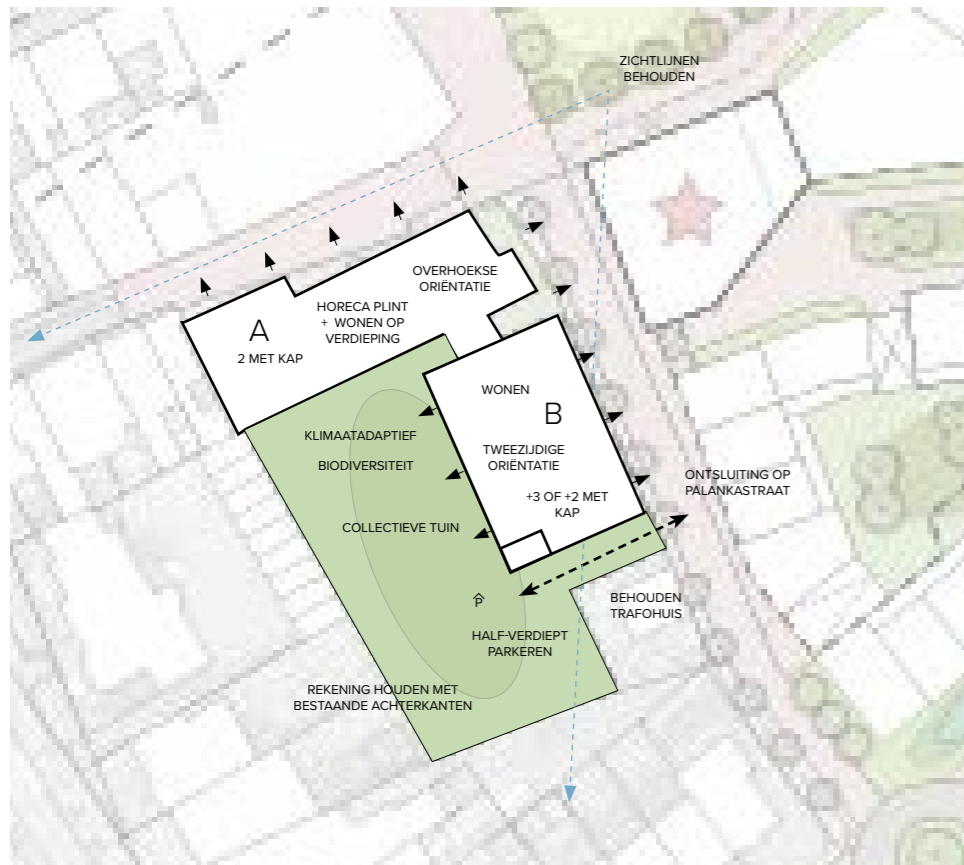 ZICHTLIJNEN
BEHOUDEN
OVERHOEKSE
ORIËNTATIE
HORECA PLINT
+ WONEN OP
VERDIEPING
A
2 MET KAP
WONEN
B
TWEEZIJDIGE
ORIËNTATIE
+3 OF +2 MET
KAP
KLIMAATADAPTIEF
BIODIVERSITEIT
COLLECTIEVE TUIN
ONTSLUITING OP
PALANKASTRAAT
P
BEHOUDEN
TRAFOHUIS
HALF-VERDIEPT
PARKEREN
REKENING HOUDEN MET
BESTAANDE ACHTERKANTEN